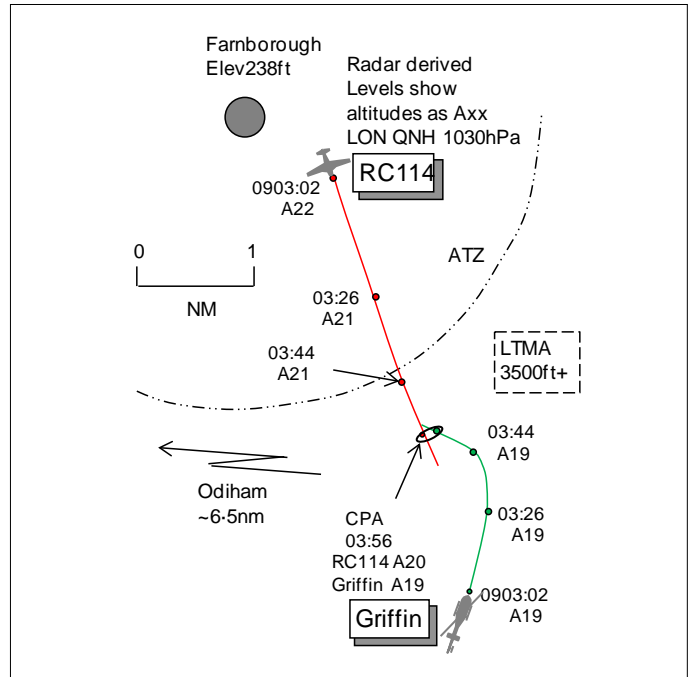 Farnborough
Elev238ft
Radar derived
Levels show
altitudes as Axx
LON QNH 1030hPa
RC114
0903:02
A22
0
1
NM
ATZ
03:26
A21
03:44
A21
LTMA
3500ft+
03:44
A19
Odiham
~6·5nm
03:26
A19
CPA
03:56
RC114 A20
Griffin A19
0903:02
A19
Griffin